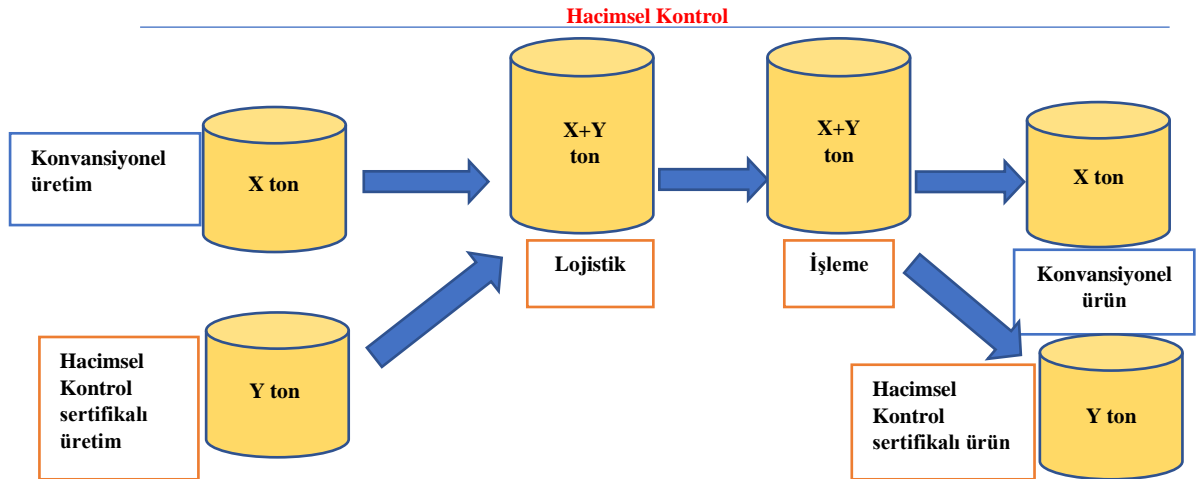 Hacimsel Kontrol
Konvansiyonel
üretim
X ton
X+Y
ton
X+Y
ton
X ton
Lojistik
İşleme
Konvansiyonel
ürün
Hacimsel
Kontrol
sertifikalı
üretim
Y ton
Hacimsel
Kontrol
sertifikalı ürün
Y ton